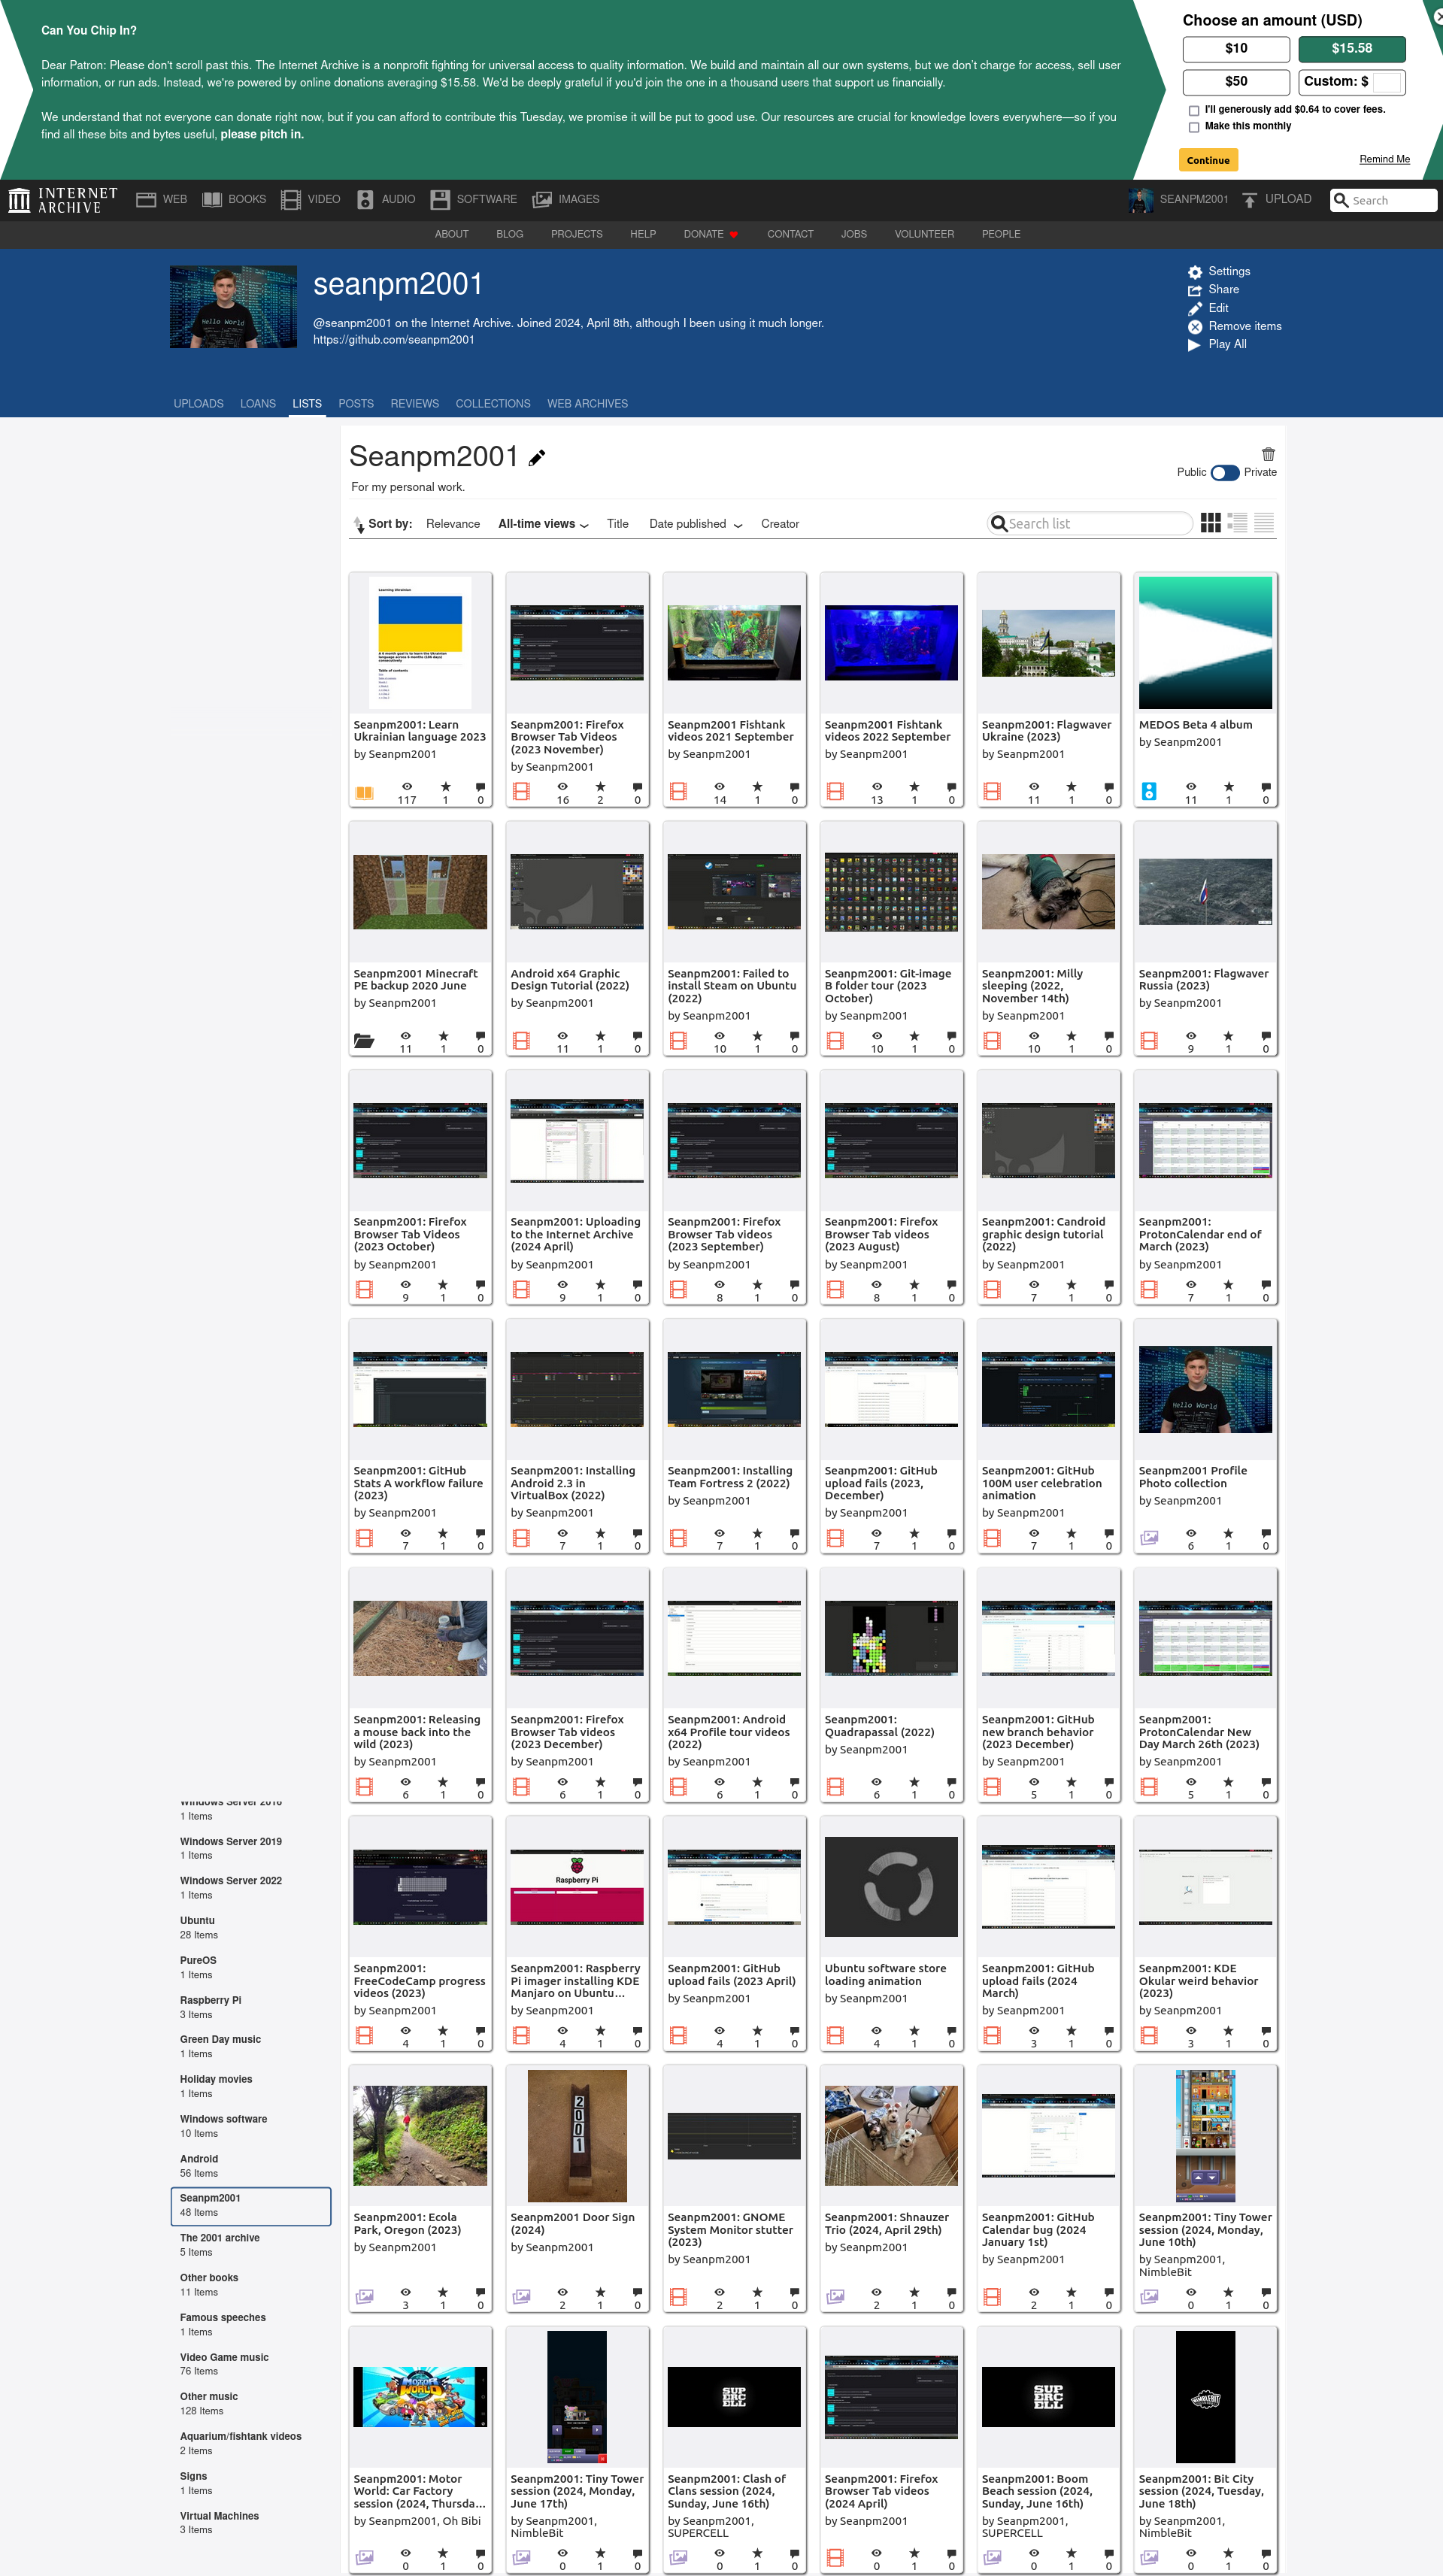 Can You Chip In?
Dear Patron: Please don't scroll past this. The Internet Archive is a nonprofit fighting for universal access to quality information. We build and maintain all our own systems, but we don't charge for access, sell user
information, or run ads. Instead, we're powered by online donations averaging $15.58. We'd be deeply grateful if you'd join the one in a thousand users that support us financially.
We understand that not everyone can donate right now, but if you can afford to contribute this Tuesday, we promise it will be put to good use. Our resources are crucial for knowledge lovers everywhere—so if you
find all these bits and bytes useful, please pitch in.
Choose an amount (USD)
$10 $15.58
$50 Custom: $
I'll generously add $0.64 to cover fees.
Make this monthly
Continue Remind Me
INTERNET ARCHIVE WEB BOOKS VIDEO AUDIO SOFTWARE IMAGES SEANPM2001 UPLOAD Search
ABOUT BLOG PROJECTS HELP DONATE CONTACT JOBS VOLUNTEER PEOPLE
seanpm2001
@seanpm2001 on the Internet Archive. Joined 2024, April 8th, although I been using it much longer.
https://github.com/seanpm2001
Hello World
Settings
Share
Edit
Remove items
Play All
UPLOADS LOANS LISTS POSTS REVIEWS COLLECTIONS WEB ARCHIVES
Seanpm2001
Public Private
For my personal work.
Sort by: Relevance All-time views Title Date published Creator Search list
Learning Ukrainian
Seanpm2001: Learn Ukrainian language 2023
by Seanpm2001
117 1 0
Seanpm2001: Firefox Browser Tab Videos (2023 November)
by Seanpm2001
16 2 0
Seanpm2001 Fishtank videos 2021 September
by Seanpm2001
14 1 0
Seanpm2001 Fishtank videos 2022 September
by Seanpm2001
13 1 0
Seanpm2001: Flagwaver Ukraine (2023)
by Seanpm2001
11 1 0
MEDOS Beta 4 album
by Seanpm2001
11 1 0
Seanpm2001 Minecraft PE backup 2020 June
by Seanpm2001
11 1 0
Android x64 Graphic Design Tutorial (2022)
by Seanpm2001
11 1 0
Seanpm2001: Failed to install Steam on Ubuntu (2022)
by Seanpm2001
10 1 0
Seanpm2001: Git-image B folder tour (2023 October)
by Seanpm2001
10 1 0
Seanpm2001: Milly sleeping (2022, November 14th)
by Seanpm2001
10 1 0
Seanpm2001: Flagwaver Russia (2023)
by Seanpm2001
9 1 0
Seanpm2001: Firefox Browser Tab Videos (2023 October)
by Seanpm2001
9 1 0
Seanpm2001: Uploading to the Internet Archive (2024 April)
by Seanpm2001
9 1 0
Seanpm2001: Firefox Browser Tab videos (2023 September)
by Seanpm2001
8 1 0
Seanpm2001: Firefox Browser Tab videos (2023 August)
by Seanpm2001
8 1 0
Seanpm2001: Candroid graphic design tutorial (2022)
by Seanpm2001
7 1 0
Seanpm2001: ProtonCalendar end of March (2023)
by Seanpm2001
7 1 0
Seanpm2001: GitHub Stats A workflow failure (2023)
by Seanpm2001
7 1 0
Seanpm2001: Installing Android 2.3 in VirtualBox (2022)
by Seanpm2001
7 1 0
Seanpm2001: Installing Team Fortress 2 (2022)
by Seanpm2001
7 1 0
Seanpm2001: GitHub upload fails (2023, December)
by Seanpm2001
7 1 0
Seanpm2001: GitHub 100M user celebration animation
by Seanpm2001
7 1 0
Hello World
Seanpm2001 Profile Photo collection
by Seanpm2001
6 1 0
Seanpm2001: Releasing a mouse back into the wild (2023)
by Seanpm2001
6 1 0
Seanpm2001: Firefox Browser Tab videos (2023 December)
by Seanpm2001
6 1 0
Seanpm2001: Android x64 Profile tour videos (2022)
by Seanpm2001
6 1 0
Seanpm2001: Quadrapassal (2022)
by Seanpm2001
6 1 0
Seanpm2001: GitHub new branch behavior (2023 December)
by Seanpm2001
5 1 0
Seanpm2001: ProtonCalendar New Day March 26th (2023)
by Seanpm2001
5 1 0
Seanpm2001: FreeCodeCamp progress videos (2023)
by Seanpm2001
4 1 0
Raspberry Pi
Seanpm2001: Raspberry Pi imager installing KDE Manjaro on Ubuntu…
by Seanpm2001
4 1 0
Seanpm2001: GitHub upload fails (2023 April)
by Seanpm2001
4 1 0
Ubuntu software store loading animation
by Seanpm2001
4 1 0
Seanpm2001: GitHub upload fails (2024 March)
by Seanpm2001
3 1 0
Seanpm2001: KDE Okular weird behavior (2023)
by Seanpm2001
3 1 0
Seanpm2001: Ecola Park, Oregon (2023)
by Seanpm2001
3 1 0
2001
Seanpm2001 Door Sign (2024)
by Seanpm2001
2 1 0
Seanpm2001: GNOME System Monitor stutter (2023)
by Seanpm2001
2 1 0
Seanpm2001: Shnauzer Trio (2024, April 29th)
by Seanpm2001
2 1 0
Seanpm2001: GitHub Calendar bug (2024 January 1st)
by Seanpm2001
2 1 0
Seanpm2001: Tiny Tower session (2024, Monday, June 10th)
by Seanpm2001, NimbleBit
0 1 0
MOTOR WORLD
Seanpm2001: Motor World: Car Factory session (2024, Thursda…
by Seanpm2001, Oh Bibi
0 1 0
Seanpm2001: Tiny Tower session (2024, Monday, June 17th)
by Seanpm2001, NimbleBit
0 1 0
SUPERCELL
Seanpm2001: Clash of Clans session (2024, Sunday, June 16th)
by Seanpm2001, SUPERCELL
0 1 0
Seanpm2001: Firefox Browser Tab videos (2024 April)
by Seanpm2001
0 1 0
SUPERCELL
Seanpm2001: Boom Beach session (2024, Sunday, June 16th)
by Seanpm2001, SUPERCELL
0 1 0
NIMBLEBIT
Seanpm2001: Bit City session (2024, Tuesday, June 18th)
by Seanpm2001, NimbleBit
0 1 0
Windows Server 2016
1 Items
Windows Server 2019
1 Items
Windows Server 2022
1 Items
Ubuntu
28 Items
PureOS
1 Items
Raspberry Pi
3 Items
Green Day music
1 Items
Holiday movies
1 Items
Windows software
10 Items
Android
56 Items
Seanpm2001
48 Items
The 2001 archive
5 Items
Other books
11 Items
Famous speeches
1 Items
Video Game music
76 Items
Other music
128 Items
Aquarium/fishtank videos
2 Items
Signs
1 Items
Virtual Machines
3 Items